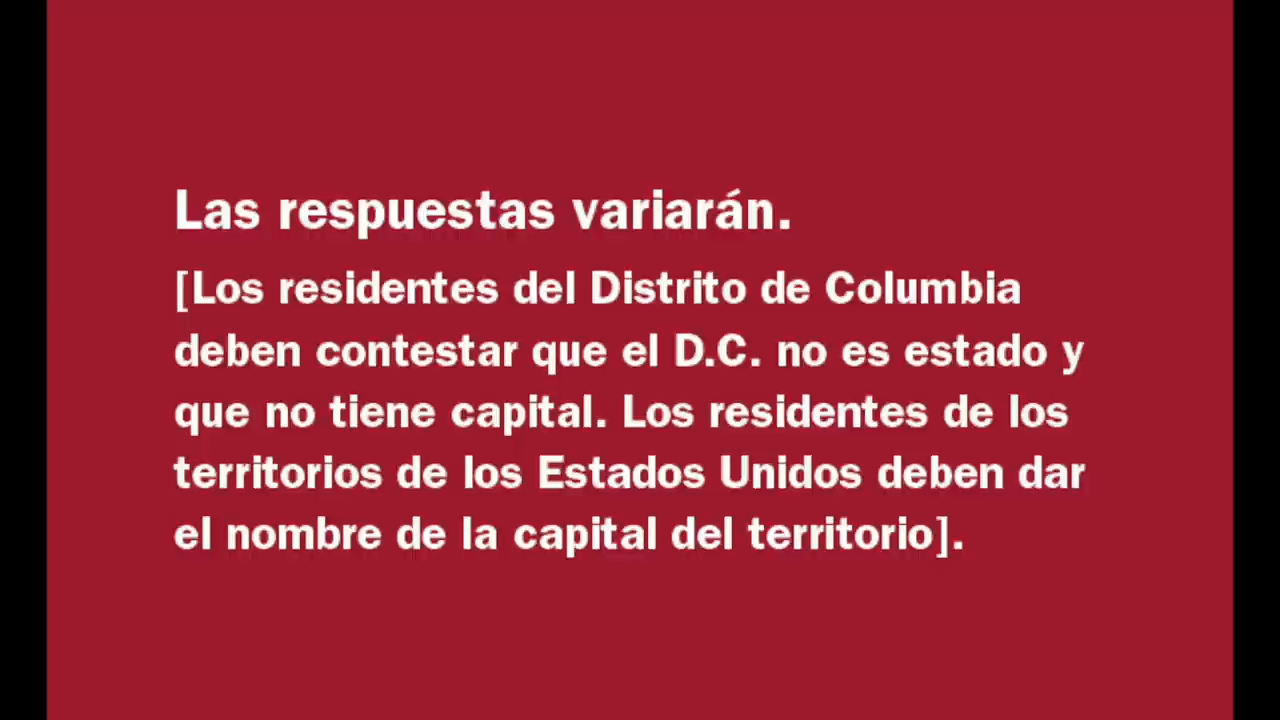 Las respuestas variarán.
[Los residentes del Distrito de Columbia
deben contestar que el D.C. no es estado y
que no tiene capital. Los residentes de los
territorios de los Estados Unidos deben dar
el nombre de la capital del territorio].